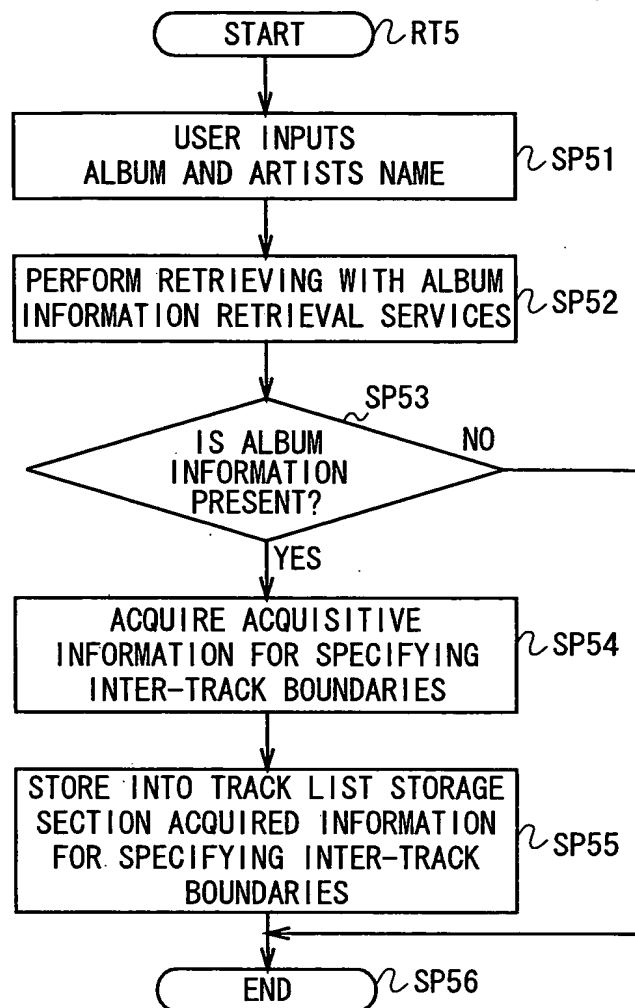 START
RT5
USER INPUTS
ALBUM AND ARTISTS NAME
SP51
PERFORM RETRIEVING WITH ALBUM
INFORMATION RETRIEVAL SERVICES
SP52
SP53
IS ALBUM
INFORMATION
PRESENT?
NO
YES
ACQUIRE ACQUISITIVE
INFORMATION FOR SPECIFYING
INTER-TRACK BOUNDARIES
SP54
STORE INTO TRACK LIST STORAGE
SECTION ACQUIRED INFORMATION
FOR SPECIFYING INTER-TRACK
BOUNDARIES
SP55
END
SP56